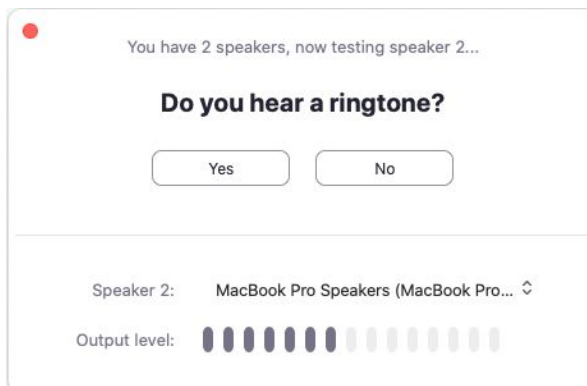 You have 2 speakers, now testing speaker 2...
Do you hear a ringtone?
Yes No
Speaker 2: MacBook Pro Speakers (MacBook Pro...
Output level: